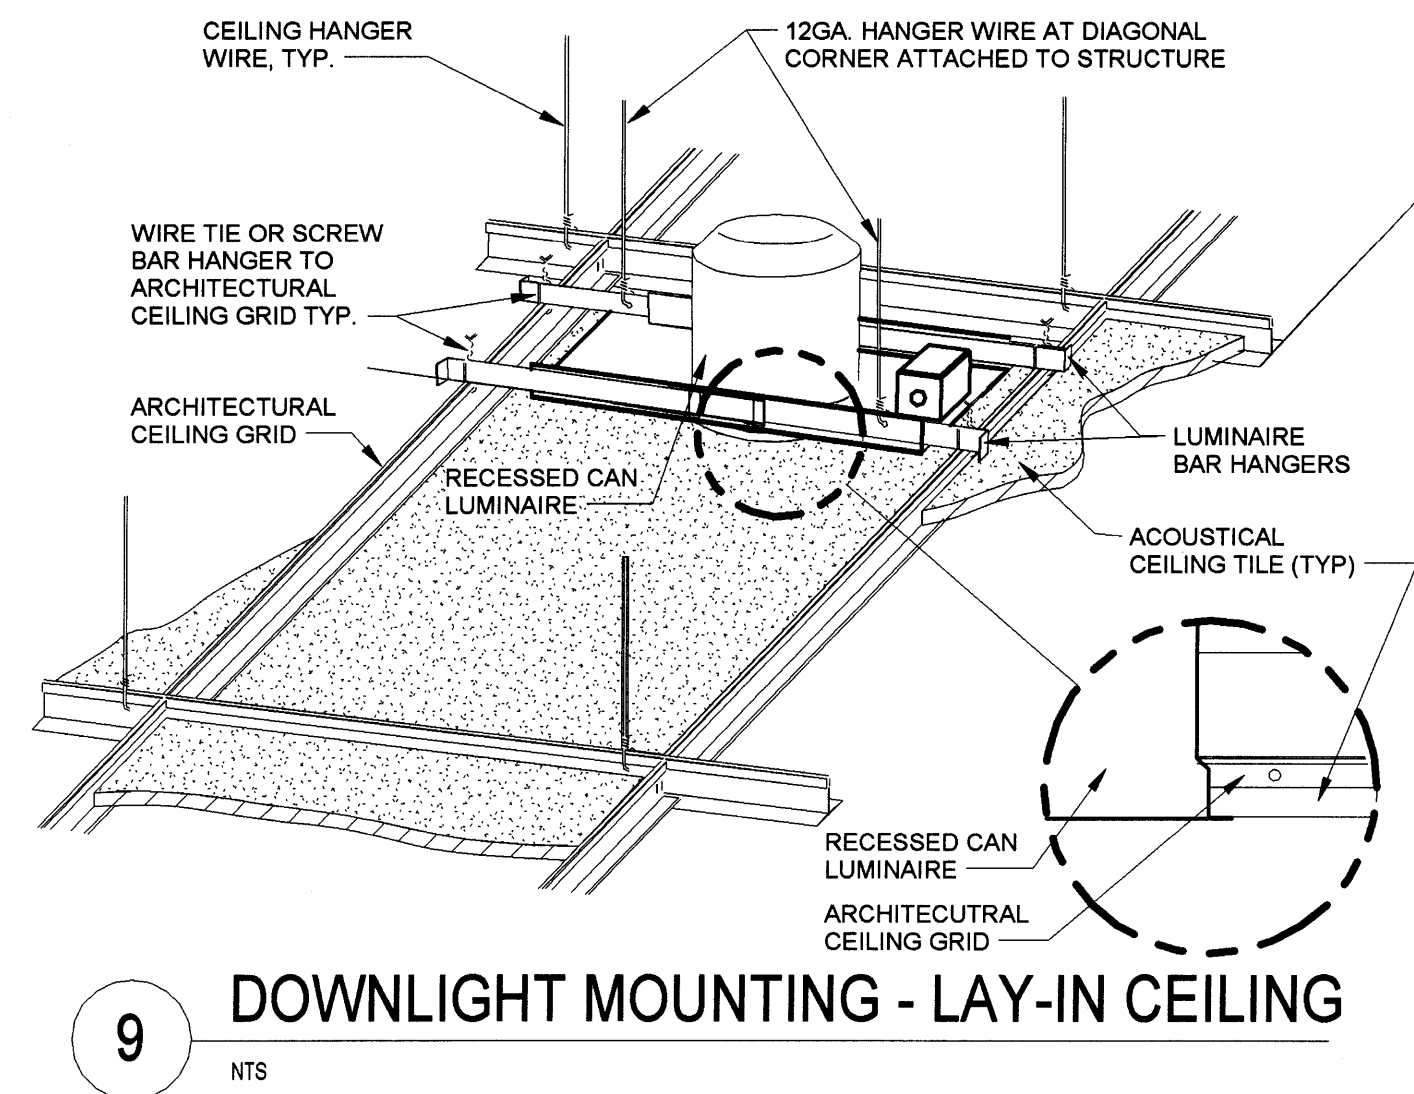 CEILING HANGER
WIRE, TYP.
12GA. HANGER WIRE AT DIAGONAL
CORNER ATTACHED TO STRUCTURE
WIRE TIE OR SCREW
BAR HANGER TO
ARCHITECTURAL
CEILING GRID TYP.
ARCHITECTURAL
CEILING GRID
RECESSED CAN
LUMINAIRE
LUMINAIRE
BAR HANGERS
ACOUSTICAL
CEILING TILE (TYP)
RECESSED CAN
LUMINAIRE
ARCHITECUTRAL
CEILING GRID
9
DOWNLIGHT MOUNTING - LAY-IN CEILING
NTS